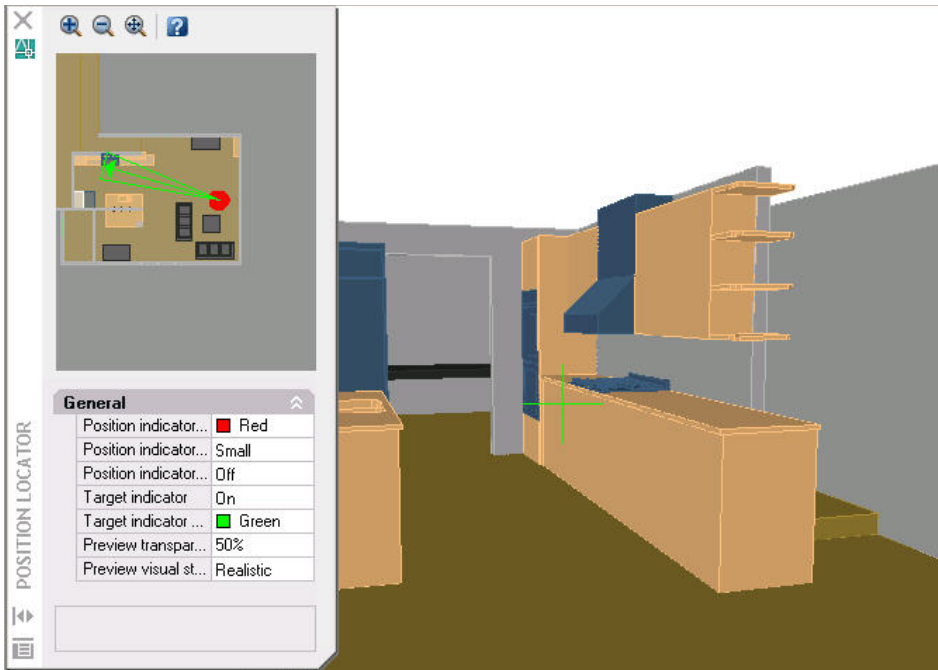 General
Position indicator... Red
Position indicator... Small
Position indicator... Off
Target indicator On
Target indicator ... Green
Preview transpar... 50%
Preview visual st... Realistic
POSITION LOCATOR